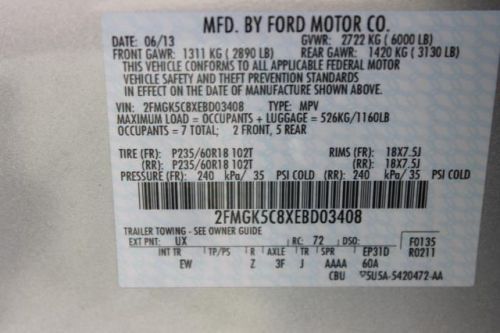 MFD. BY FORD MOTOR CO.
DATE: 06/13 GVWR: 2722 KG ( 6000 LB)
FRONT GAWR: 1311 KG ( 2890 LB) REAR GAWR: 1420 KG ( 3130 LB)
THIS VEHICLE CONFORMS TO ALL APPLICABLE FEDERAL MOTOR
VEHICLE SAFETY AND THEFT PREVENTION STANDARDS
IN EFFECT ON THE DATE OF MANUFACTURE SHOWN ABOVE.
VIN: 2FMGK5C8XEBD03408 TYPE: MPV
MAXIMUM LOAD = OCCUPANTS + LUGGAGE = 526KG/1160LB
OCCUPANTS = 7 TOTAL; 2 FRONT, 5 REAR
TIRE (FR): P235/60R18 102T RIMS (FR): 18X7.5J
(RR): P235/60R18 102T (RR): 18X7.5J
PRESSURE (FR): 240 kPa/ 35 PSI COLD (RR): 240 kPa/ 35 PSI COLD
2FMGK5C8XEBD03408
TRAILER TOWING - SEE OWNER GUIDE
EXT PNT: UX RC: 72 DSO: F0135
INT TR TP/PS R AXLE TR SPR EP31D R0211
EW Z 3F J AAAA 60A
CBU 5U5A-5420472-AA